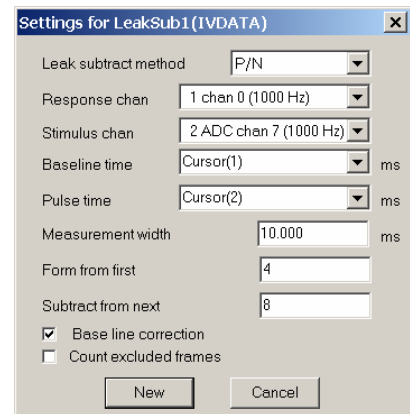 Settings for LeakSub1(IVDATA)
Leak subtract method P/N
Response chan 1 chan 0 (1000 Hz)
Stimulus chan 2 ADC chan 7 (1000 Hz)
Baseline time Cursor(1) ms
Pulse time Cursor(2) ms
Measurement width 10.000 ms
Form from first 4
Subtract from next 8
Base line correction
Count excluded frames
New Cancel